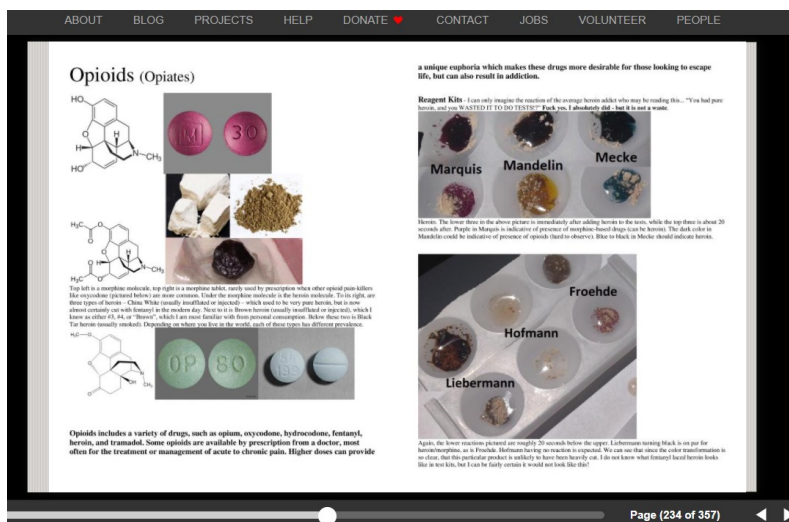 ABOUT BLOG PROJECTS HELP DONATE ♥ CONTACT JOBS VOLUNTEER PEOPLE
Opioids (Opiates)
HO
O
H
H
N
CH₃
HO
M 30
H₃C
O
O
O
H
H
N
CH₃
O
H₃C
O
Top left is a morphine molecule, top right is a morphine tablet, rarely used by prescription when other opioid pain-killers
like oxycodone (pictured below) are more common. Under the morphine molecule is the heroin molecule. To its right, are
three types of heroin – China White (usually insufflated or injected) – which used to be very pure heroin, but is now
almost certainly cut with fentanyl in the modern day. Next to it is Brown heroin (usually insufflated or injected), which I
know as either #3, #4, or “Brown”, which I am most familiar with from personal consumption. Below these two is Black
Tar heroin (usually smoked). Depending on where you live in the world, each of these types has different prevalence.
H₃C
O
O
N
CH₃
OH
O
OP 80
Opioids includes a variety of drugs, such as opium, oxycodone, hydrocodone, fentanyl,
heroin, and tramadol. Some opioids are available by prescription from a doctor, most
often for the treatment or management of acute to chronic pain. Higher doses can provide
a unique euphoria which makes these drugs more desirable for those looking to escape
life, but can also result in addiction.
Reagent Kits - I can only imagine the reaction of the average heroin addict who may be reading this... "You had pure
heroin, and you WASTED IT TO DO TESTS!?" Fuck yes. I absolutely did - but it is not a waste.
Marquis Mandelin Mecke
Heroin. The lower three in the above picture is immediately after adding heroin to the tests, while the top three is about 20
seconds after. Purple in Marquis is indicative of presence of morphine-based drugs (can be heroin). The dark color in
Mandelin could be indicative of presence of opioids (hard to observe). Blue to black in Mecke should indicate heroin.
Froehde
Hofmann
Liebermann
Again, the lower reactions pictured are roughly 20 seconds below the upper. Liebermann turning black is on par for
heroin/morphine, as is Froehde. Hofmann having no reaction is expected. We can see that since the color transformation is
so clear, that this particular product is unlikely to have been heavily cut. I do not know what fentanyl laced heroin looks
like in test kits, but I can be fairly certain it would not look like this!
Page (234 of 357)